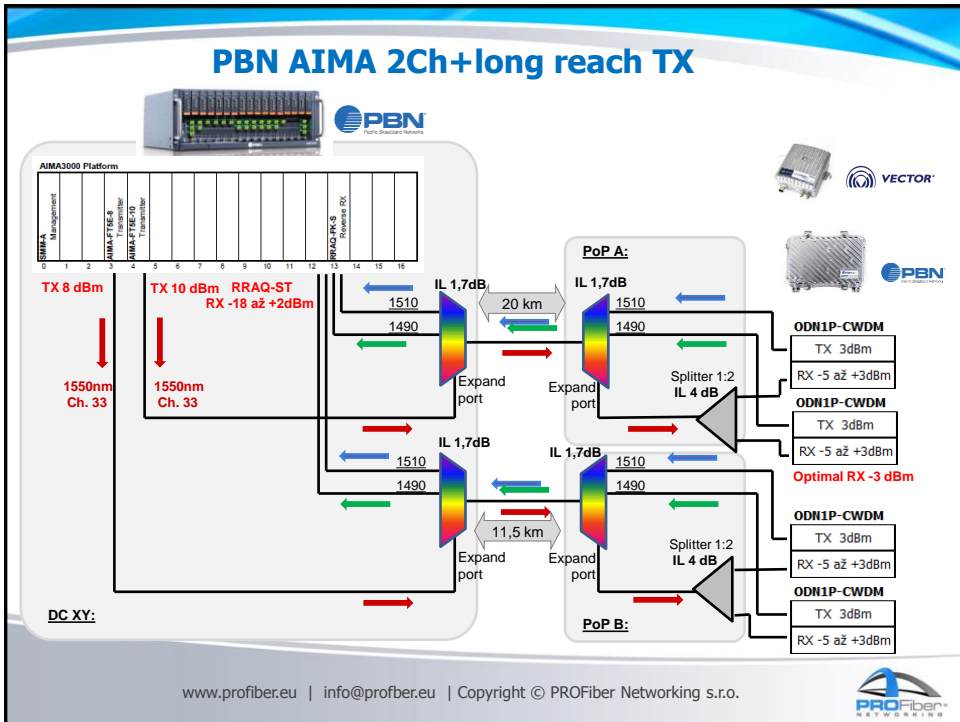 PBN AIMA 2Ch+long reach TX
PBN
Pacific Broadband Networks
AIMA3000 Platform
SMM-A
Management
AIMA-FT5E-8
Transmitter
AIMA-FT5E-10
Transmitter
RRAQ-FK-S
Reverse RX
0 1 2 3 4 5 6 7 8 9 10 11 12 13 14 15 16
VECTOR
PBN
TX 8 dBm
TX 10 dBm
RRAQ-ST
RX -18 až +2dBm
1550nm
Ch. 33
1550nm
Ch. 33
IL 1,7dB
1510
1490
Expand
port
20 km
PoP A:
IL 1,7dB
1510
1490
Expand
port
Splitter 1:2
IL 4 dB
ODN1P-CWDM
TX 3dBm
RX -5 až +3dBm
ODN1P-CWDM
TX 3dBm
RX -5 až +3dBm
Optimal RX -3 dBm
IL 1,7dB
1510
1490
Expand
port
11,5 km
IL 1,7dB
1510
1490
Expand
port
Splitter 1:2
IL 4 dB
ODN1P-CWDM
TX 3dBm
RX -5 až +3dBm
ODN1P-CWDM
TX 3dBm
RX -5 až +3dBm
DC XY:
PoP B:
www.profiber.eu | info@profber.eu | Copyright © PROFiber Networking s.r.o.
PROFiber
NETWORKING